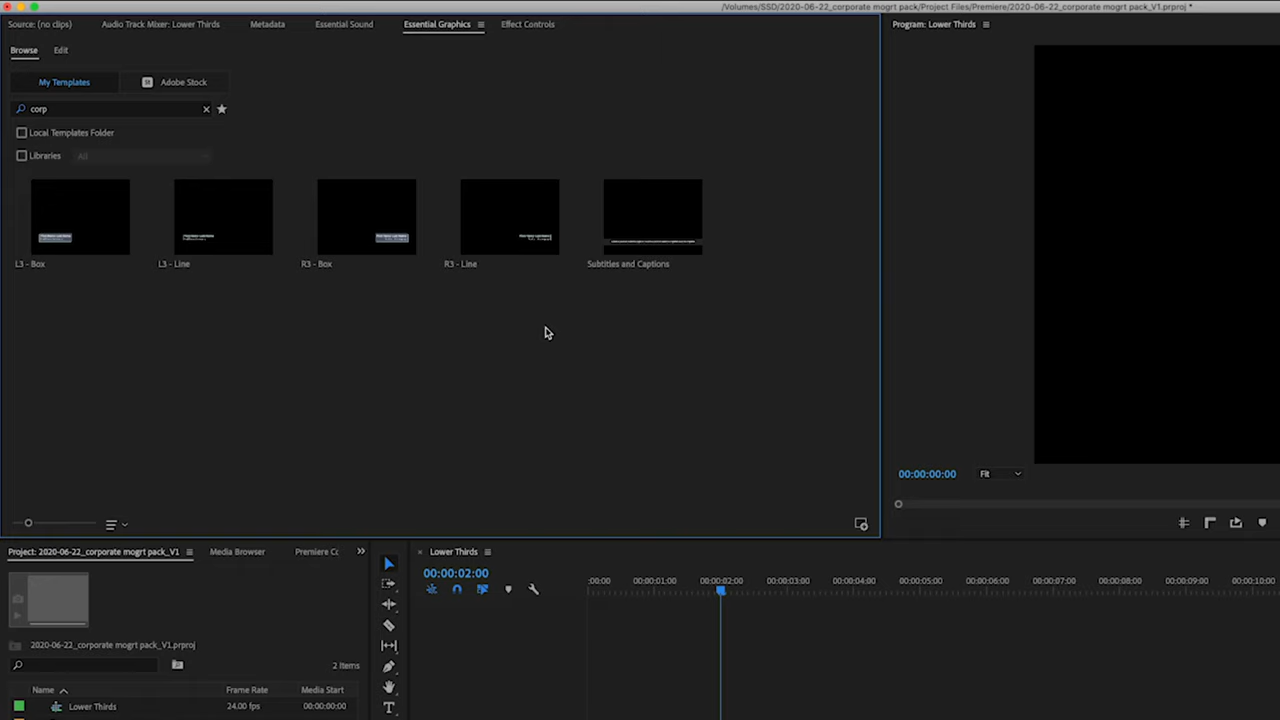 /Volumes/SSD/2020-06-22_corporate mogrt pack/Project Files/Premiere/2020-06-22_corporate mogrt pack_V1.prproj *
Source: (no clips)
Audio Track Mixer: Lower Thirds
Metadata
Essential Sound
Essential Graphics
Effect Controls
Program: Lower Thirds
Browse
Edit
My Templates
St
Adobe Stock
corp
Local Templates Folder
Libraries
All
L3 - Box
L3 - Line
R3 - Box
R3 - Line
Subtitles and Captions
00:00:00:00
Fit
Project: 2020-06-22_corporate mogrt pack_V1
Media Browser
Premiere Cc
Lower Thirds
00:00:02:00
:00:00
00:00:01:00
00:00:02:00
00:00:03:00
00:00:04:00
00:00:05:00
00:00:06:00
00:00:07:00
00:00:08:00
00:00:09:00
00:00:10:00
2020-06-22_corporate mogrt pack_V1.prproj
2 Items
Name
Frame Rate
Media Start
Lower Thirds
24.00 fps
00:00:00:00
T